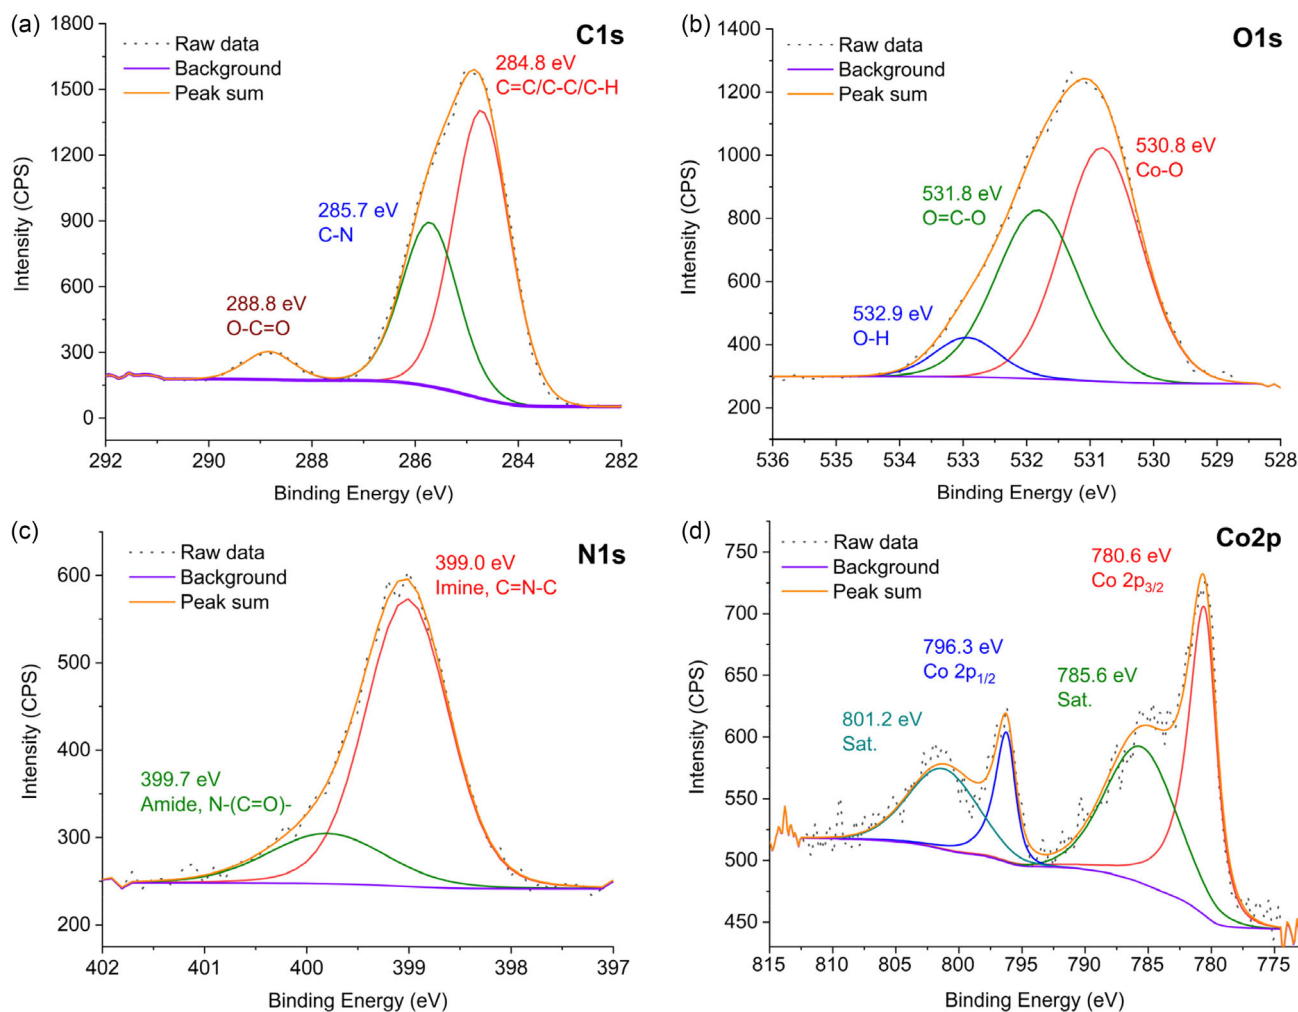 (a)
C1s
Raw data
Background
Peak sum
284.8 eV
C=C/C-C/C-H
285.7 eV
C-N
288.8 eV
O-C=O
1800
1500
1200
900
600
300
0
Intensity (CPS)
292 290 288 286 284 282
Binding Energy (eV)
(b)
O1s
Raw data
Background
Peak sum
530.8 eV
Co-O
531.8 eV
O=C-O
532.9 eV
O-H
1400
1200
1000
800
600
400
200
Intensity (CPS)
536 535 534 533 532 531 530 529 528
Binding Energy (eV)
(c)
N1s
Raw data
Background
Peak sum
399.0 eV
Imine, C=N-C
399.7 eV
Amide, N-(C=O)-
600
500
400
300
200
Intensity (CPS)
402 401 400 399 398 397
Binding Energy (eV)
(d)
Co2p
Raw data
Background
Peak sum
780.6 eV
Co 2p3/2
796.3 eV
Co 2p1/2
785.6 eV
Sat.
801.2 eV
Sat.
750
700
650
600
550
500
450
Intensity (CPS)
815 810 805 800 795 790 785 780 775
Binding Energy (eV)